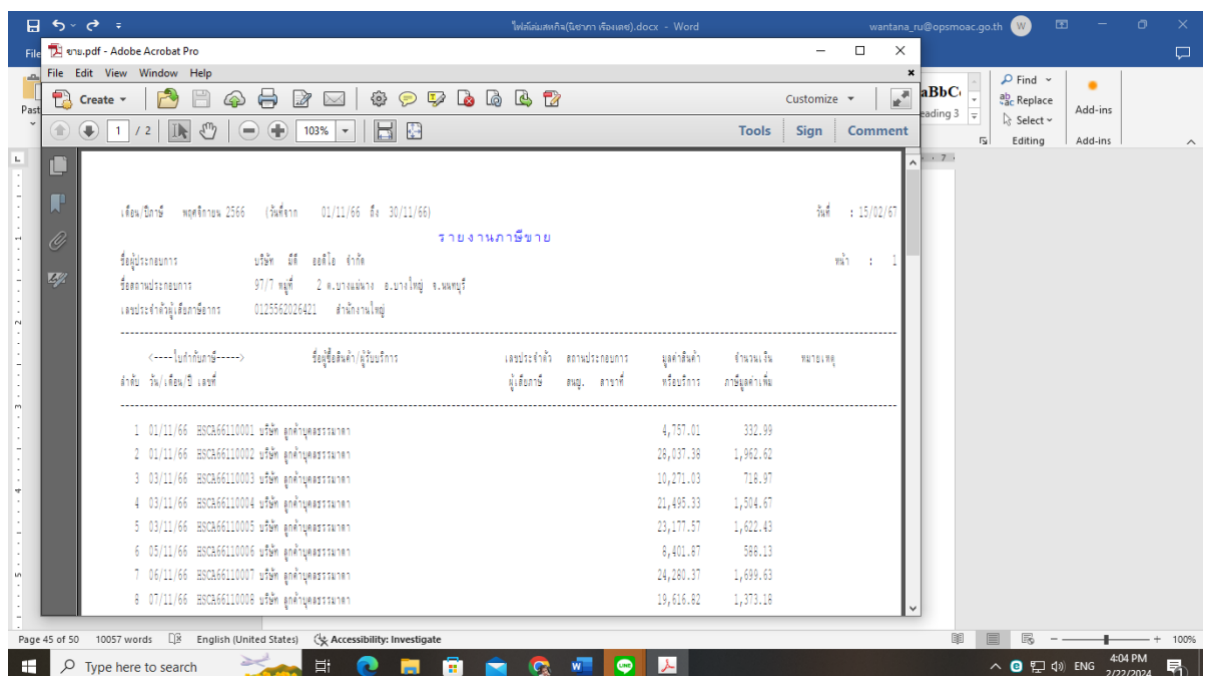 ไฟล์เล่มสหกิจ(นิชาภา เรืองเดช).docx - Word wantana_ru@opsmoac.go.th W
File
ขาย.pdf - Adobe Acrobat Pro
File Edit View Window Help
Create Customize
1 / 2 103% Tools Sign Comment
Past
aBbC
eading 3
Find
Replace
Select
Editing
Add-ins
Add-ins
7
เดือน/ปีภาษี พฤศจิกายน 2566 (วันที่จาก 01/11/66 ถึง 30/11/66) วันที่ : 15/02/67
รายงานภาษีขาย
ชื่อผู้ประกอบการ บริษัท มีดี ออดิโอ จำกัด หน้า : 1
ชื่อสถานประกอบการ 97/7 หมู่ที่ 2 ต.บางแม่นาง อ.บางใหญ่ จ.นนทบุรี
เลขประจำตัวผู้เสียภาษีอากร 0125562026421 สำนักงานใหญ่
<----ใบกำกับภาษี-----> ชื่อผู้ซื้อสินค้า/ผู้รับบริการ เลขประจำตัว สถานประกอบการ มูลค่าสินค้า จำนวนเงิน หมายเหตุ
ลำดับ วัน/เดือน/ปี เลขที่ ผู้เสียภาษี สนญ. สาขาที่ หรือบริการ ภาษีมูลค่าเพิ่ม
1 01/11/66 HSCA66110001 บริษัท ลูกค้าบุคลธรรมาดา 4,757.01 332.99
2 01/11/66 HSCA66110002 บริษัท ลูกค้าบุคลธรรมาดา 28,037.38 1,962.62
3 03/11/66 HSCA66110003 บริษัท ลูกค้าบุคลธรรมาดา 10,271.03 718.97
4 03/11/66 HSCA66110004 บริษัท ลูกค้าบุคลธรรมาดา 21,495.33 1,504.67
5 03/11/66 HSCA66110005 บริษัท ลูกค้าบุคลธรรมาดา 23,177.57 1,622.43
6 05/11/66 HSCA66110006 บริษัท ลูกค้าบุคลธรรมาดา 8,401.87 588.13
7 06/11/66 HSCA66110007 บริษัท ลูกค้าบุคลธรรมาดา 24,280.37 1,699.63
8 07/11/66 HSCA66110008 บริษัท ลูกค้าบุคลธรรมาดา 19,616.82 1,373.18
Page 45 of 50 10057 words English (United States) Accessibility: Investigate 100%
Type here to search ENG 4:04 PM
2/22/2024